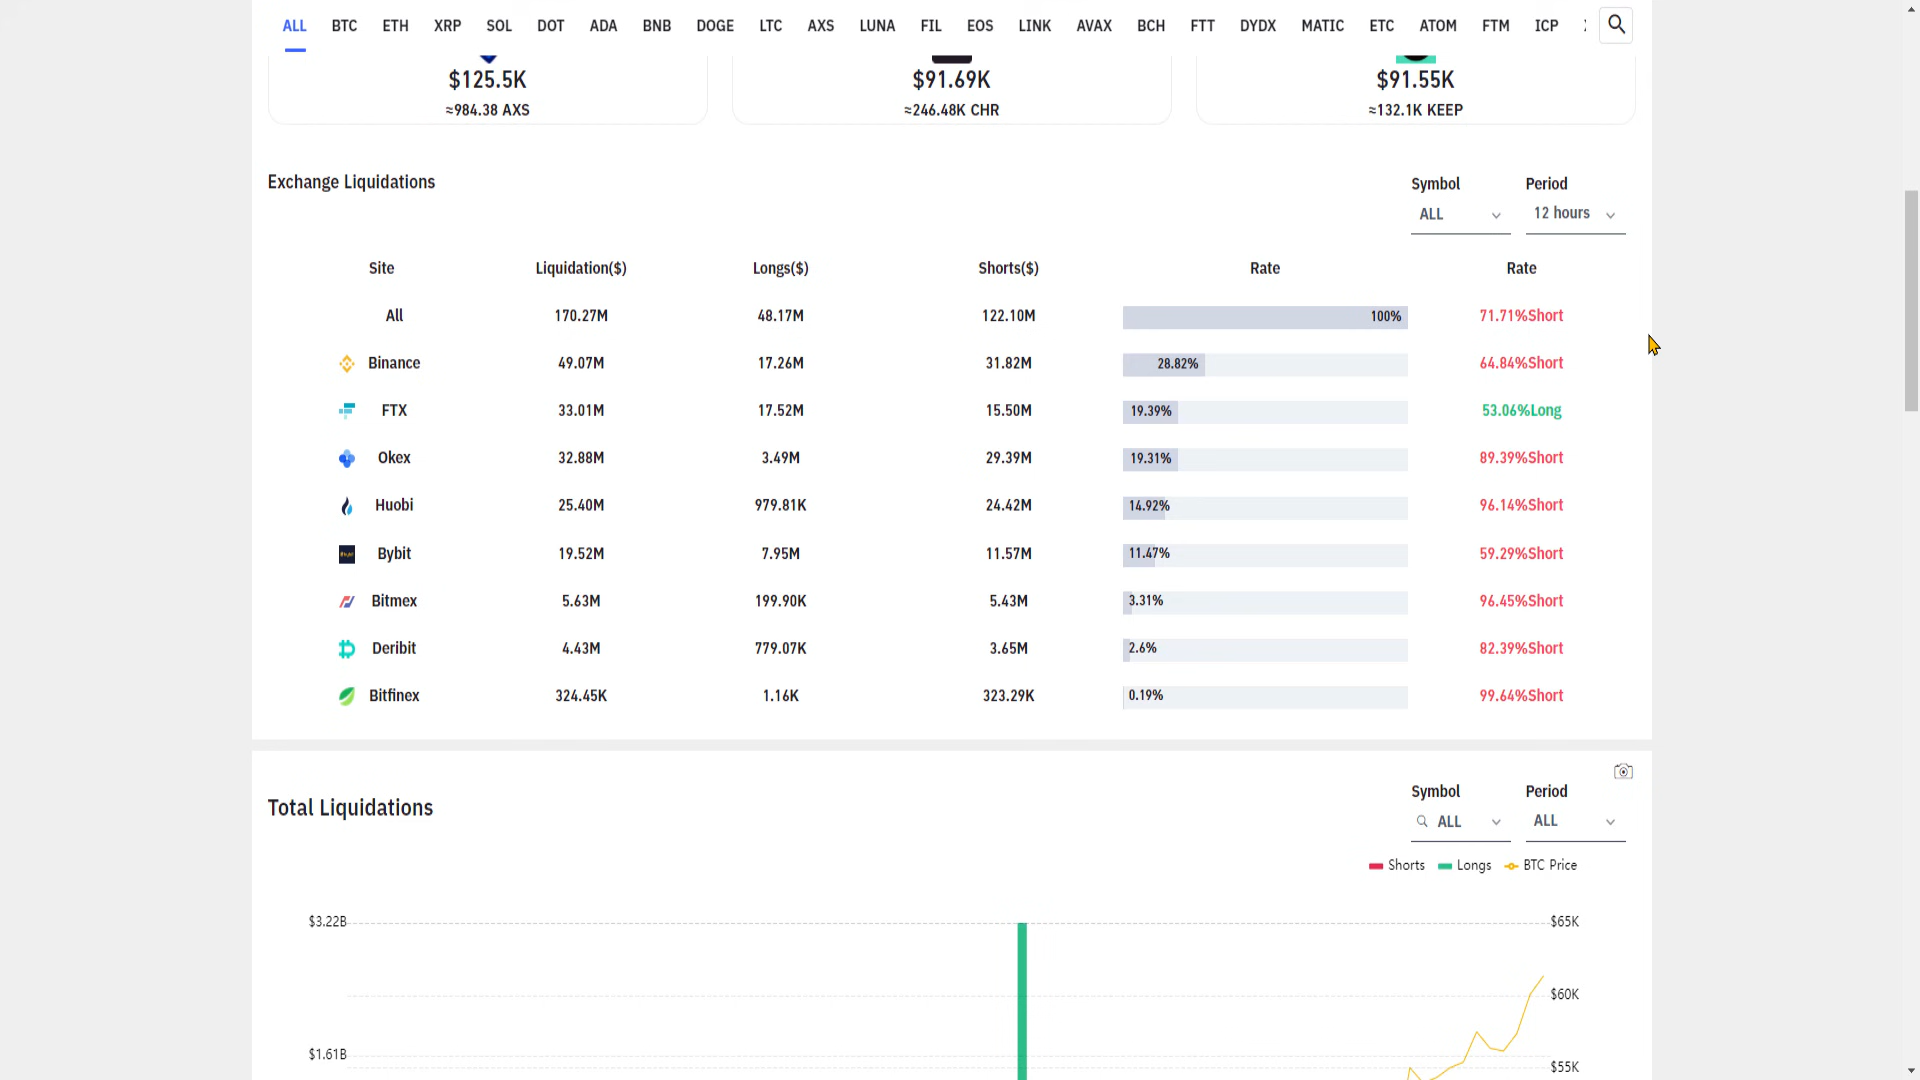 ALL BTC ETH XRP SOL DOT ADA BNB DOGE LTC AXS LUNA FIL EOS LINK AVAX BCH FTT DYDX MATIC ETC ATOM FTM ICP
$125.5K $91.69K $91.55K
≈984.38 AXS ≈246.48K CHR ≈132.1K KEEP
Exchange Liquidations
Symbol Period
ALL 12 hours
Site Liquidation($) Longs($) Shorts($) Rate Rate
All 170.27M 48.17M 122.10M 100% 71.71%Short
Binance 49.07M 17.26M 31.82M 28.82% 64.84%Short
FTX 33.01M 17.52M 15.50M 19.39% 53.06%Long
Okex 32.88M 3.49M 29.39M 19.31% 89.39%Short
Huobi 25.40M 979.81K 24.42M 14.92% 96.14%Short
Bybit 19.52M 7.95M 11.57M 11.47% 59.29%Short
Bitmex 5.63M 199.90K 5.43M 3.31% 96.45%Short
Deribit 4.43M 779.07K 3.65M 2.6% 82.39%Short
Bitfinex 324.45K 1.16K 323.29K 0.19% 99.64%Short
Total Liquidations
Symbol Period
ALL ALL
Shorts Longs BTC Price
$3.22B $65K
$60K
$1.61B
$55K